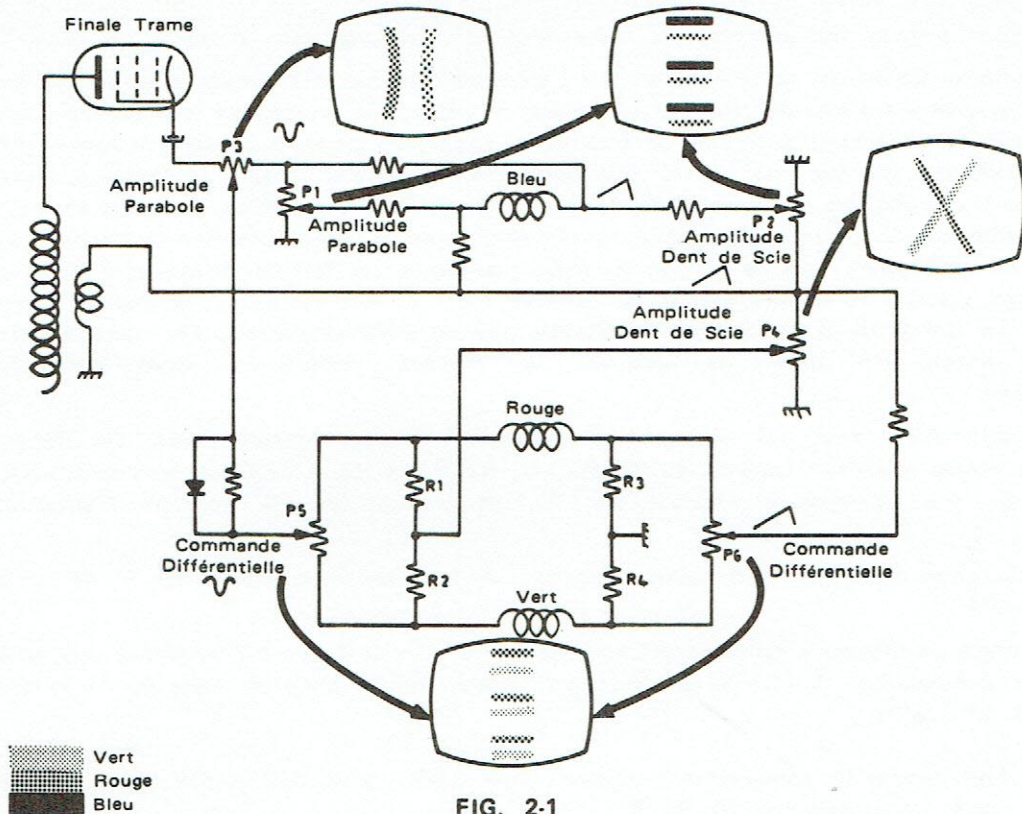 Finale Trame
P3
Amplitude
Parabole
P1
Amplitude
Parabole
Bleu
P2
Amplitude
Dent de Scie
Amplitude
Dent de Scie
P4
Rouge
P5
R1
R3
Commande
Différentielle
R2
R4
P6
Commande
Différentielle
Vert
Vert
Rouge
Bleu
FIG. 2-1